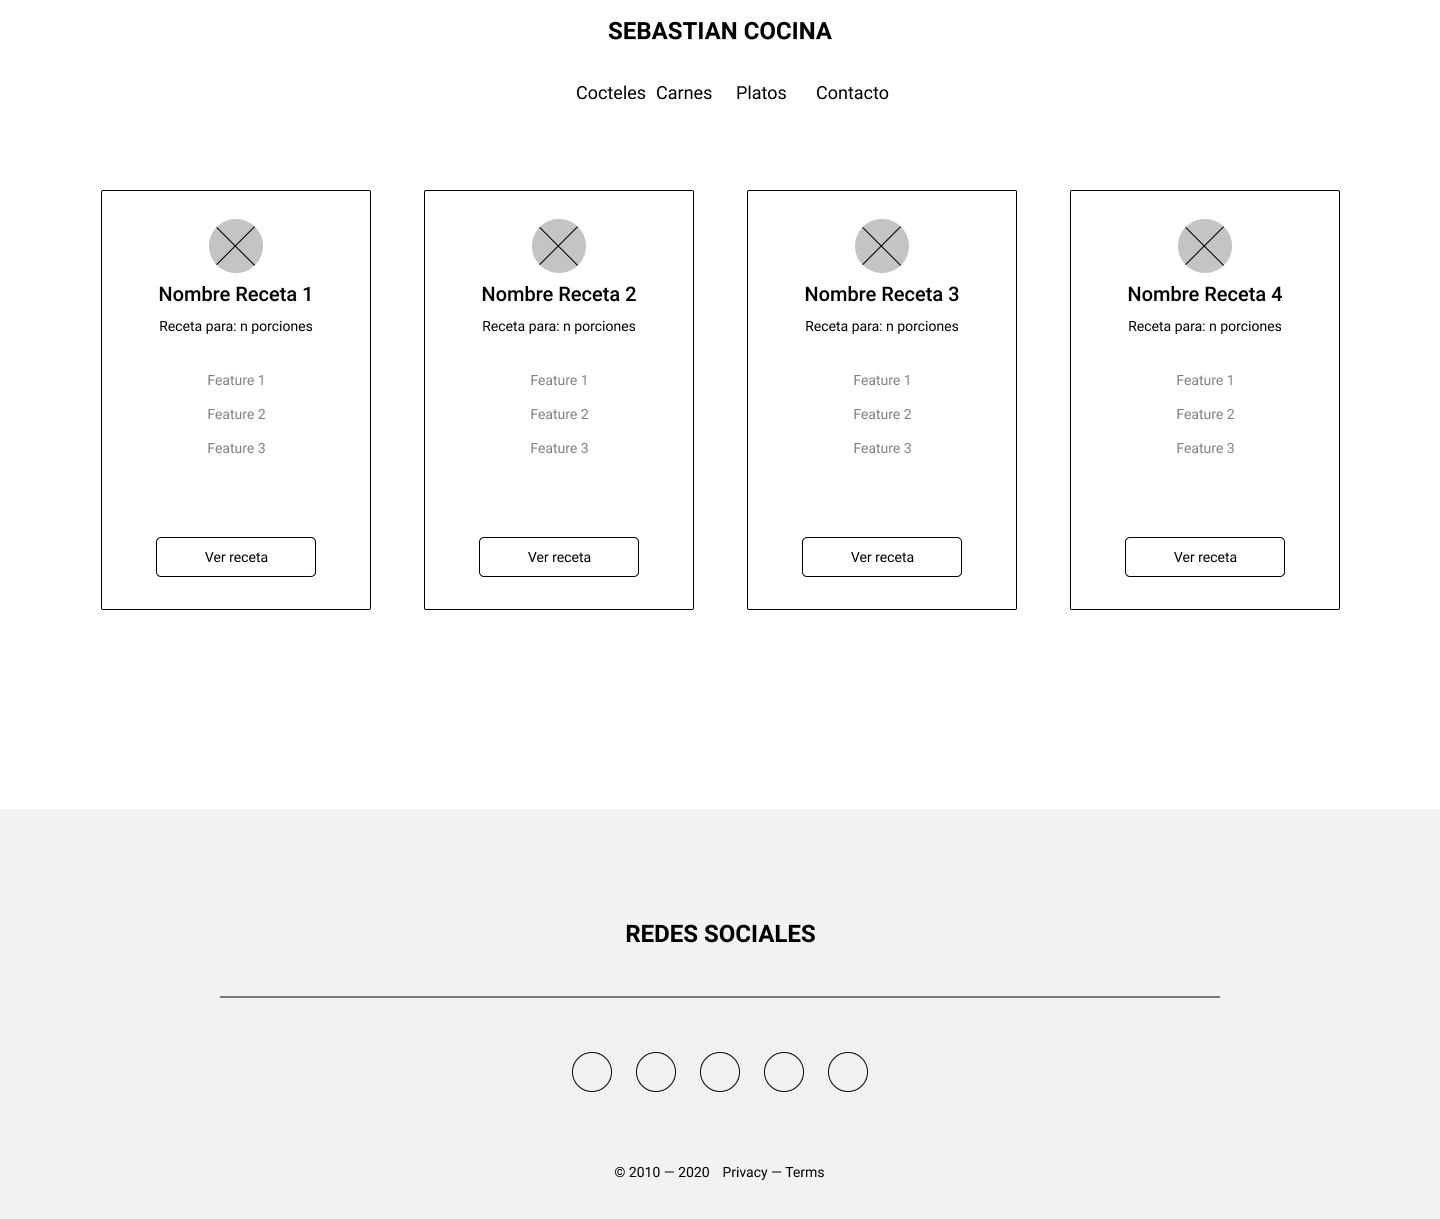 SEBASTIAN COCINA
Cocteles Carnes Platos Contacto
Nombre Receta 1
Receta para: n porciones
Feature 1
Feature 2
Feature 3
Ver receta
Nombre Receta 2
Receta para: n porciones
Feature 1
Feature 2
Feature 3
Ver receta
Nombre Receta 3
Receta para: n porciones
Feature 1
Feature 2
Feature 3
Ver receta
Nombre Receta 4
Receta para: n porciones
Feature 1
Feature 2
Feature 3
Ver receta
REDES SOCIALES
© 2010 — 2020 Privacy — Terms